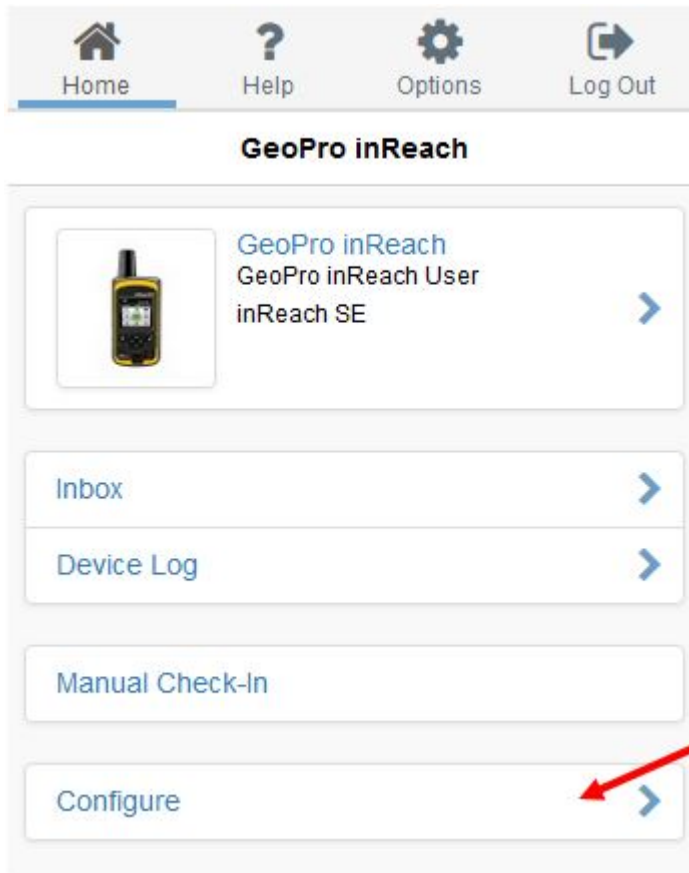 Home Help Options Log Out
GeoPro inReach
GeoPro inReach
GeoPro inReach User
inReach SE
Inbox
Device Log
Manual Check-In
Configure